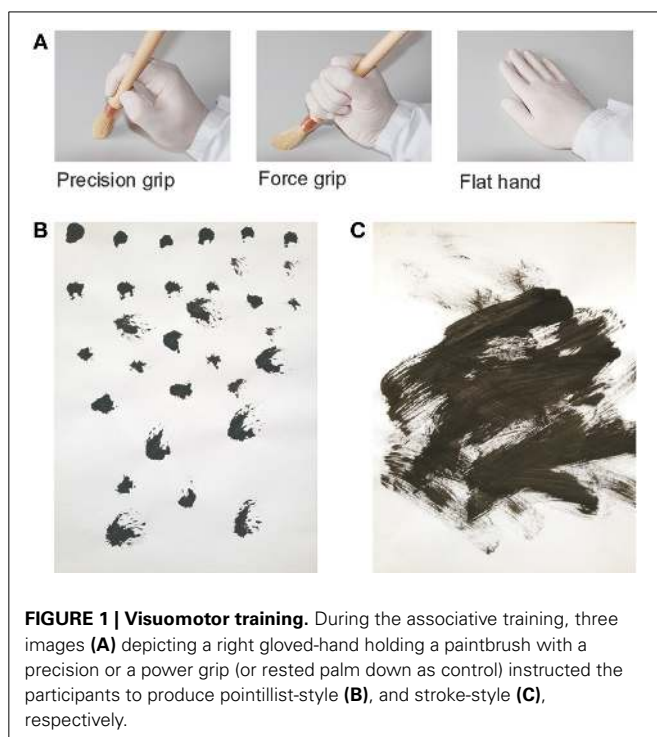 A
Precision grip
Force grip
Flat hand
B
C
FIGURE 1 | Visuomotor training. During the associative training, three
images (A) depicting a right gloved-hand holding a paintbrush with a
precision or a power grip (or rested palm down as control) instructed the
participants to produce pointillist-style (B), and stroke-style (C),
respectively.